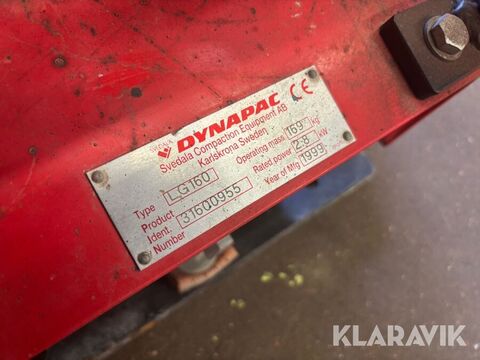 SVEDALA
DYNAPAC CE
Svedala Compaction Equipment AB
Karlskrona Sweden
Type LG160
Operating mass 169 kg
Product
Ident. 31600955
Number
Rated power 2.8 kW
Year of Mfg 1999
KLARAVIK